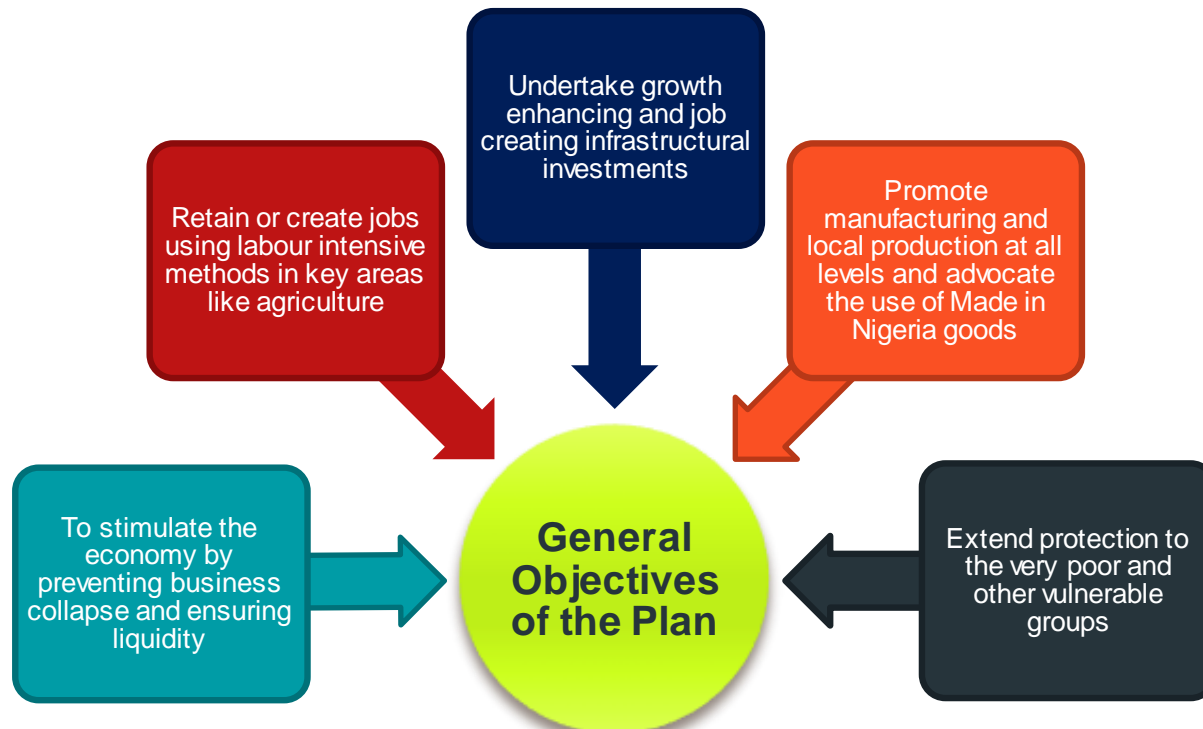 Undertake growth
enhancing and job
creating infrastructural
investments
Retain or create jobs
using labour intensive
methods in key areas
like agriculture
Promote
manufacturing and
local production at all
levels and advocate
the use of Made in
Nigeria goods
To stimulate the
economy by
preventing business
collapse and ensuring
liquidity
General
Objectives
of the Plan
Extend protection to
the very poor and
other vulnerable
groups